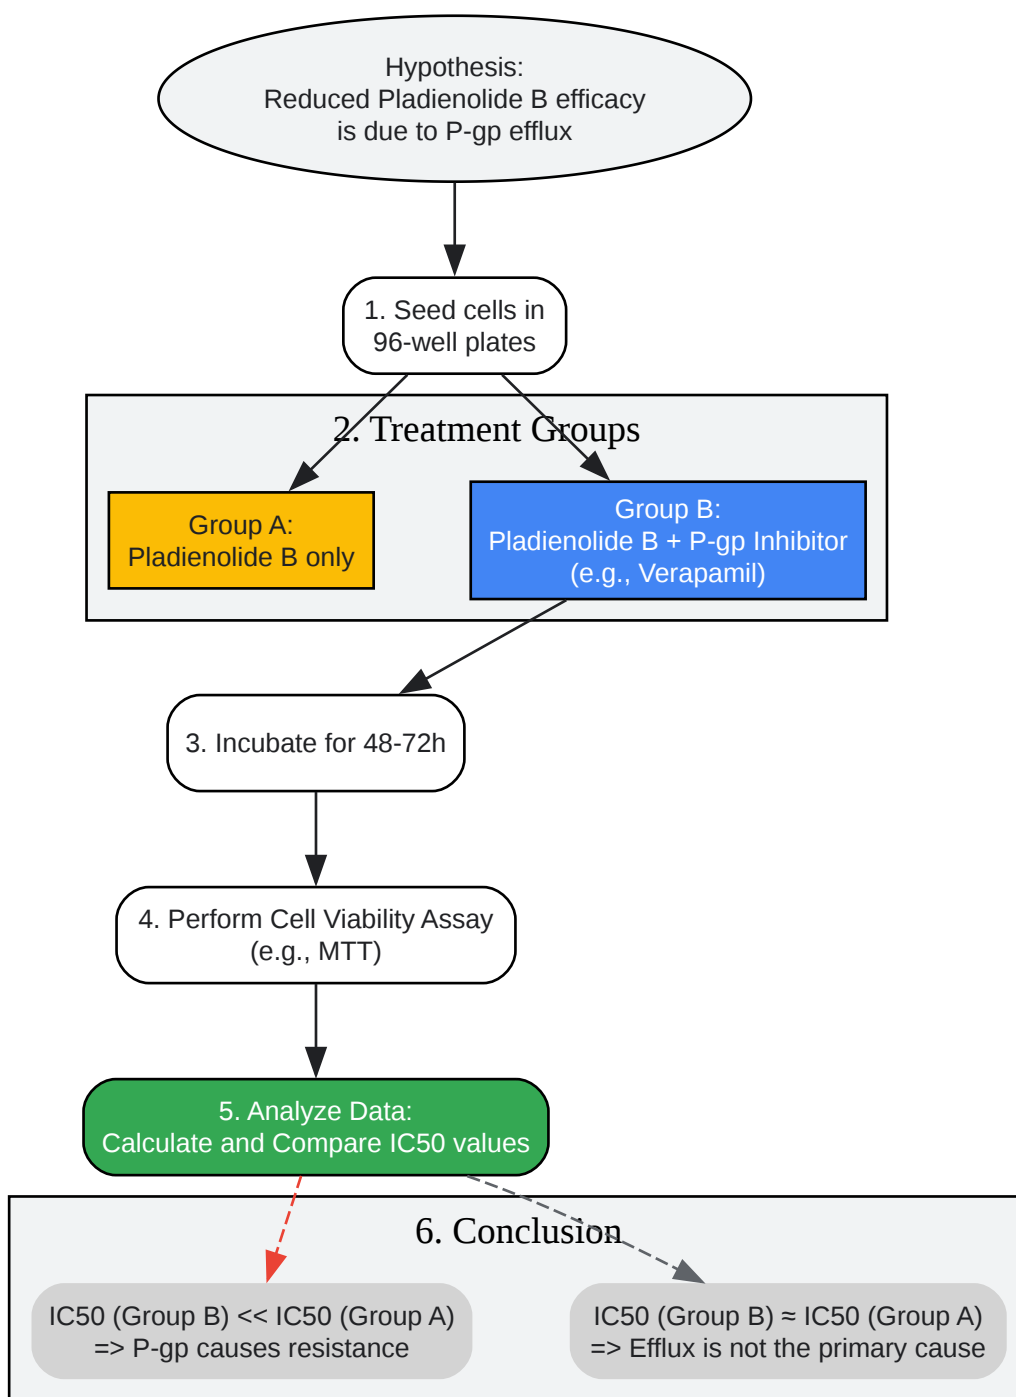 Hypothesis:
Reduced Pladienolide B efficacy
is due to P-gp efflux
1. Seed cells in
96-well plates
2. Treatment Groups
Group A:
Pladienolide B only
Group B:
Pladienolide B + P-gp Inhibitor
(e.g., Verapamil)
3. Incubate for 48-72h
4. Perform Cell Viability Assay
(e.g., MTT)
5. Analyze Data:
Calculate and Compare IC50 values
6. Conclusion
IC50 (Group B) << IC50 (Group A)
=> P-gp causes resistance
IC50 (Group B) ≈ IC50 (Group A)
=> Efflux is not the primary cause